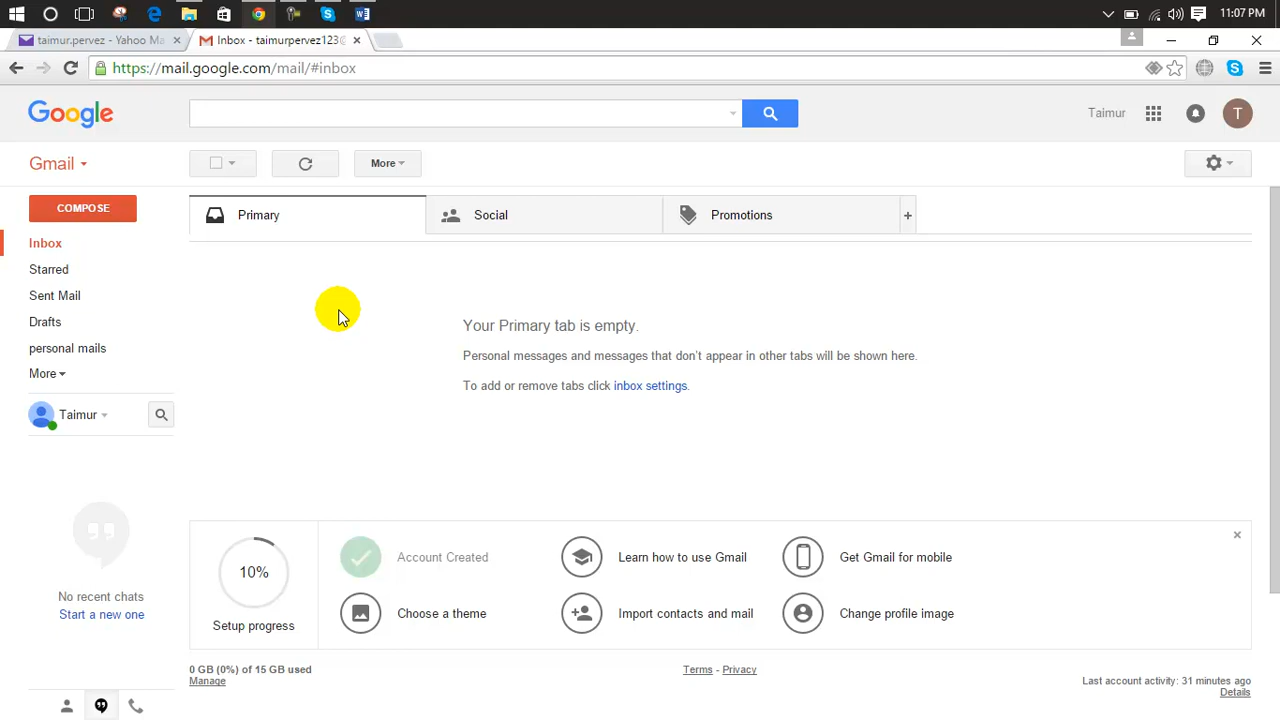 11:07 PM
taimur.pervez - Yahoo Ma
Inbox - taimurpervez123@
https://mail.google.com/mail/#inbox
Google
Taimur
T
Gmail
More
COMPOSE
Primary
Social
Promotions
+
Inbox
Starred
Sent Mail
Drafts
personal mails
More
Taimur
Your Primary tab is empty.
Personal messages and messages that don't appear in other tabs will be shown here.
To add or remove tabs click inbox settings.
No recent chats
Start a new one
10%
Setup progress
Account Created
Learn how to use Gmail
Get Gmail for mobile
Choose a theme
Import contacts and mail
Change profile image
0 GB (0%) of 15 GB used
Manage
Terms - Privacy
Last account activity: 31 minutes ago
Details